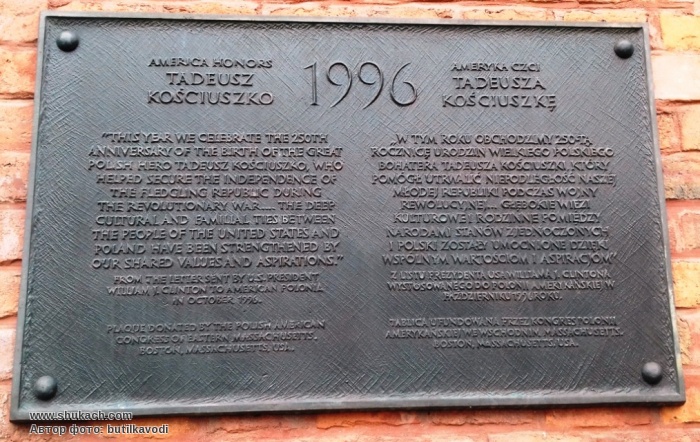 AMERICA HONORS
TADEUSZ
KOŚCIUSZKO
1996
AMERYKA CZCI
TADEUSZA
KOŚCIUSZKĘ
"THIS YEAR WE CELEBRATE THE 250TH
ANNIVERSARY OF THE BIRTH OF THE GREAT
POLISH HERO TADEUSZ KOŚCIUSZKO, WHO
HELPED SECURE THE INDEPENDENCE OF
THE FLEDGLING REPUBLIC DURING
THE REVOLUTIONARY WAR.... THE DEEP
CULTURAL AND FAMILIAL TIES BETWEEN
THE PEOPLE OF THE UNITED STATES AND
POLAND HAVE BEEN STRENGTHENED BY
OUR SHARED VALUES AND ASPIRATIONS."
FROM THE LETTER SENT BY U.S. PRESIDENT
WILLIAM J. CLINTON TO AMERICAN POLONIA
IN OCTOBER 1996.
PLAQUE DONATED BY THE POLISH AMERICAN
CONGRESS OF EASTERN MASSACHUSETTS,
BOSTON, MASSACHUSETTS, USA.
„W TYM ROKU OBCHODZIMY 250-TĄ
ROCZNICĘ URODZIN WIELKIEGO POLSKIEGO
BOHATERA TADEUSZA KOŚCIUSZKI, KTÓRY
POMÓGŁ UTRWALIĆ NIEPODLEGŁOŚĆ NASZEJ
MŁODEJ REPUBLIKI PODCZAS WOJNY
REWOLUCYJNEJ.... GŁĘBOKIE WIĘZI
KULTUROWE I RODZINNE POMIĘDZY
NARODAMI STANÓW ZJEDNOCZONYCH
I POLSKI ZOSTAŁY UMOCNIONE DZIĘKI
WSPÓLNYM WARTOŚCIOM I ASPIRACJOM"
Z LISTU PREZYDENTA USA WILLIAMA J. CLINTONA
WYSTOSOWANEGO DO POLONII AMERYKAŃSKIEJ W
PAŹDZIERNIKU 1996 ROKU.
TABLICA UFUNDOWANA PRZEZ KONGRES POLONII
AMERYKAŃSKIEJ WE WSCHODNIM MASSACHUSETTS,
BOSTON, MASSACHUSETTS, USA.
www.shukach.com
Автор фото: butilkavodi